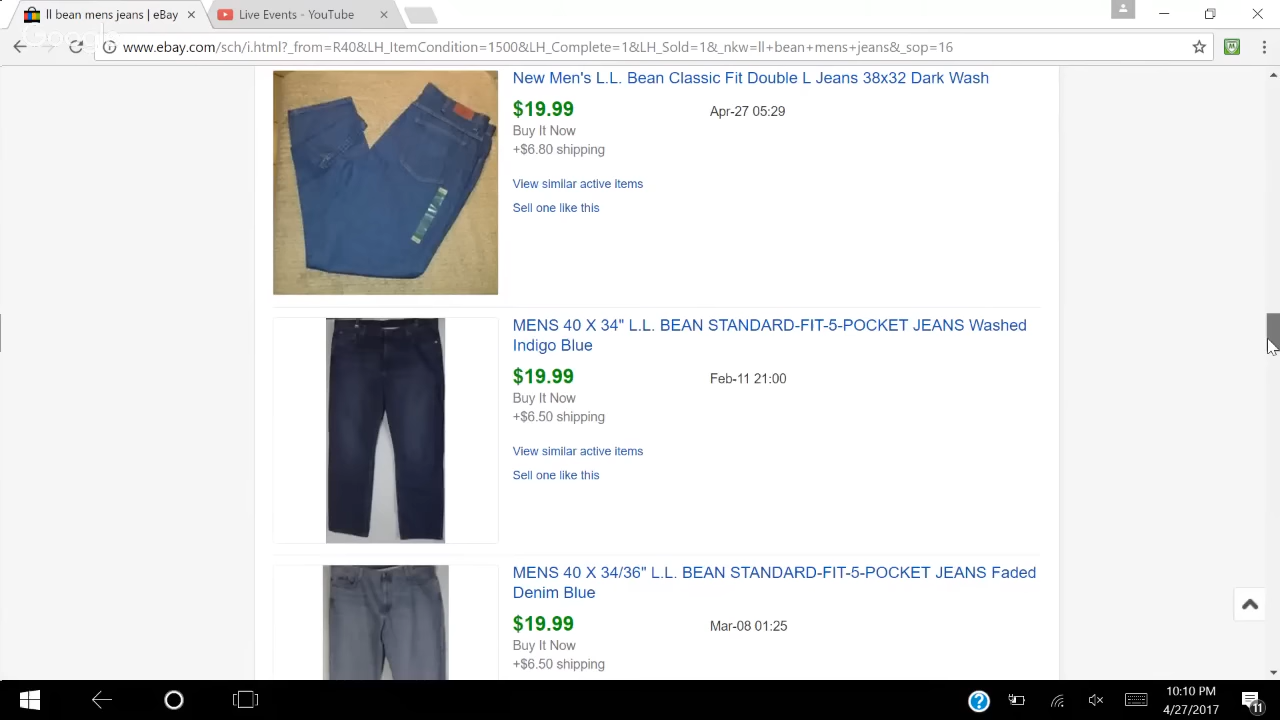 ll bean mens jeans | eBay
Live Events - YouTube
Google
www.ebay.com/sch/i.html?_from=R40&LH_ItemCondition=1500&LH_Complete=1&LH_Sold=1&_nkw=ll+bean+mens+jeans&_sop=16
New Men's L.L. Bean Classic Fit Double L Jeans 38x32 Dark Wash
$19.99 Apr-27 05:29
Buy It Now
+$6.80 shipping
View similar active items
Sell one like this
MENS 40 X 34" L.L. BEAN STANDARD-FIT-5-POCKET JEANS Washed
Indigo Blue
$19.99 Feb-11 21:00
Buy It Now
+$6.50 shipping
View similar active items
Sell one like this
MENS 40 X 34/36" L.L. BEAN STANDARD-FIT-5-POCKET JEANS Faded
Denim Blue
$19.99 Mar-08 01:25
Buy It Now
+$6.50 shipping
10:10 PM
4/27/2017
11